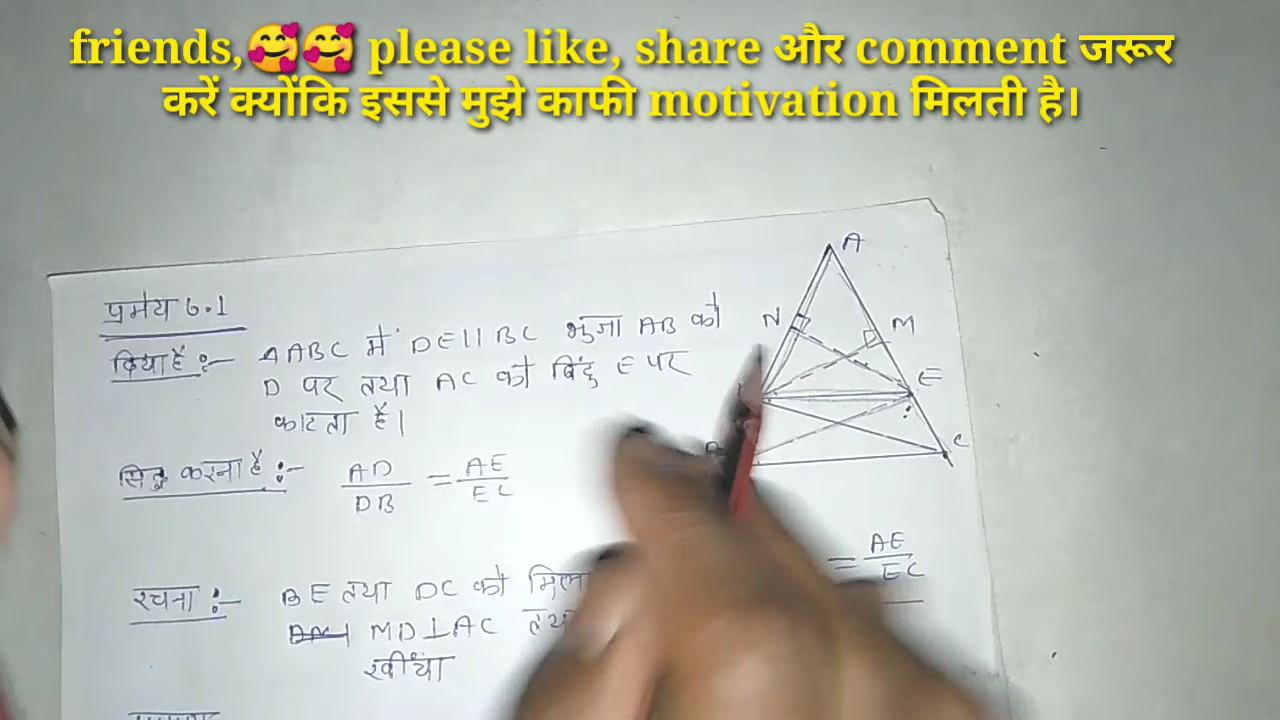 friends,🥰🥰 please like, share और comment जरूर
करें क्योंकि इससे मुझे काफी motivation मिलती है।
प्रमेय 6.1
दिया है :- ΔABC में DE||BC भुजा AB को
D पर तथा AC को बिंदु E पर
काटता है।
सिद्ध करना है :- AD/DB = AE/EC
रचना :- BE तथा DC को
MD⊥AC
खींचा
= AE/EC
A
N
M
E
C